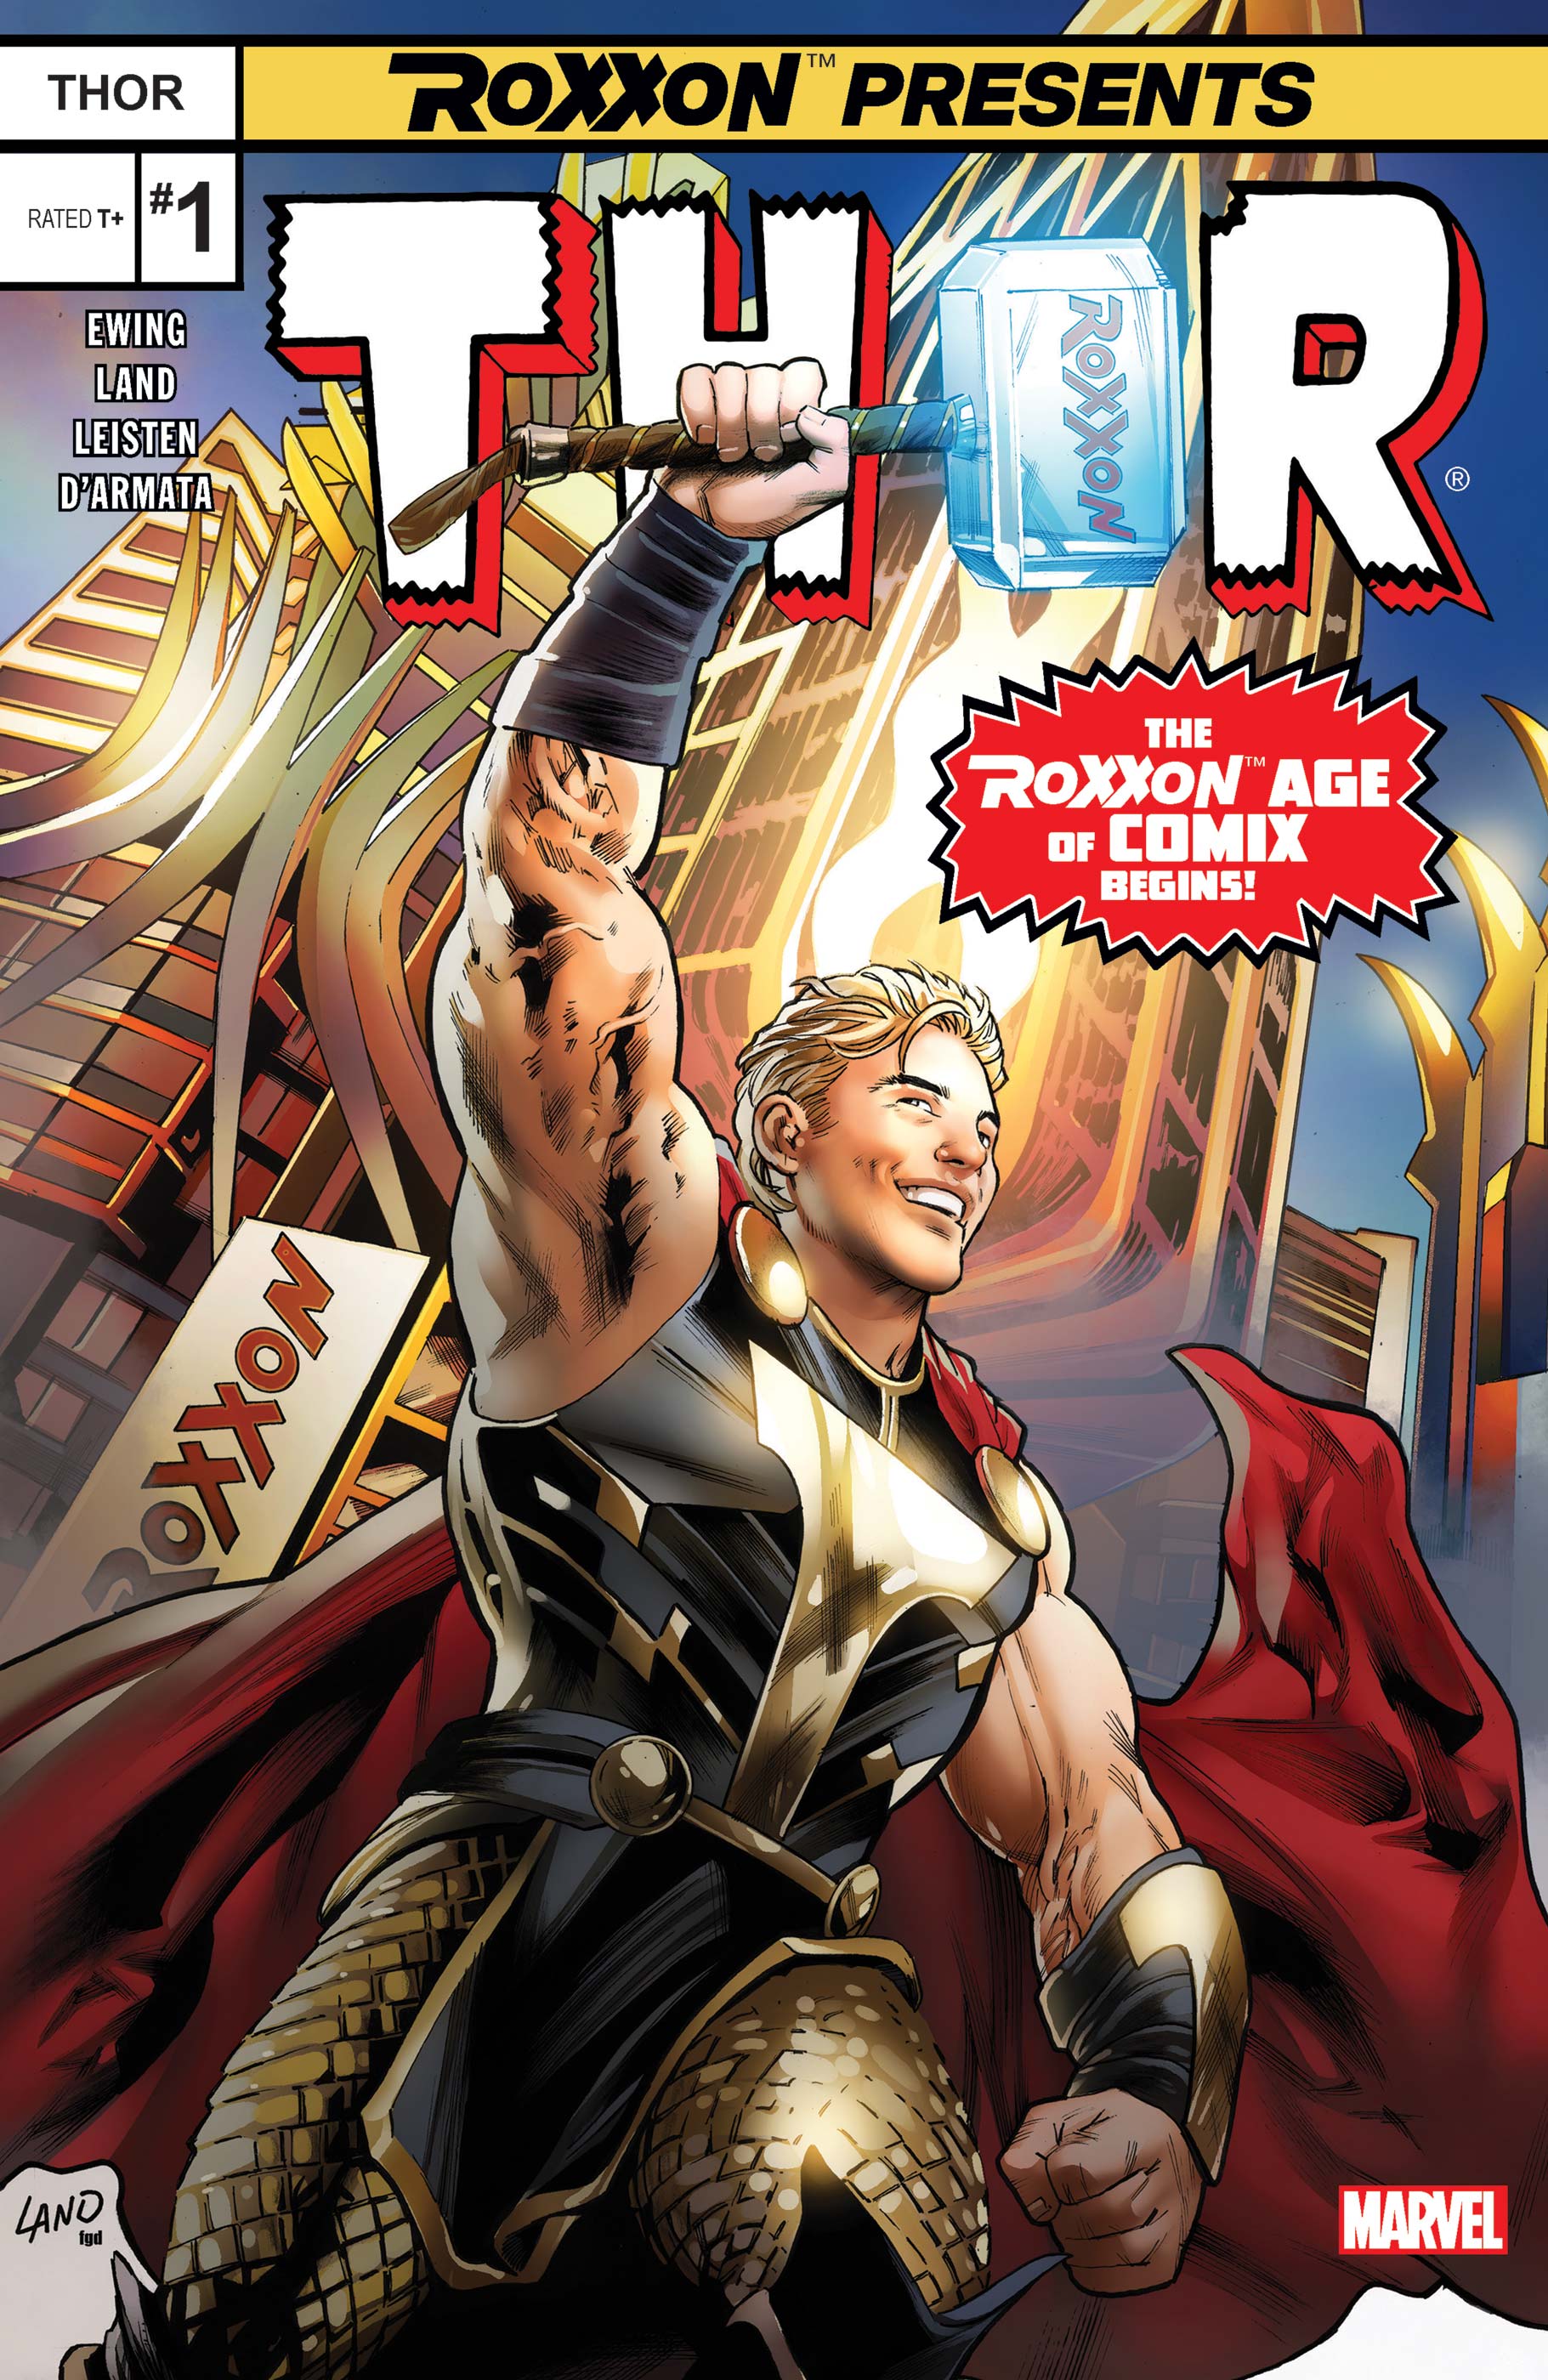 THOR
ROXXON™ PRESENTS
RATED T+
#1
THOR®
EWING
LAND
LEISTEN
D'ARMATA
ROXXON
THE
ROXXON™ AGE
OF COMIX
BEGINS!
ROXXON
LAND
fgd
MARVEL